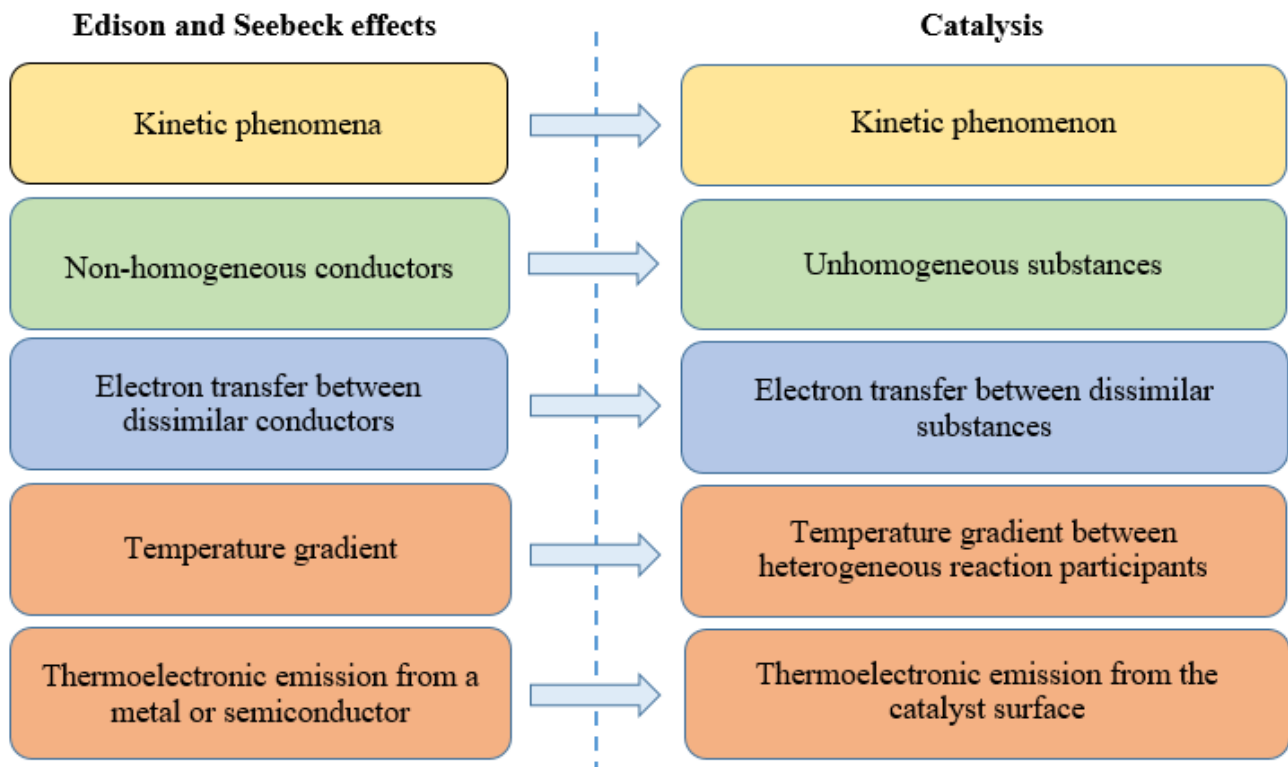 Edison and Seebeck effects
Catalysis
Kinetic phenomena
Kinetic phenomenon
Non-homogeneous conductors
Unhomogeneous substances
Electron transfer between
dissimilar conductors
Electron transfer between dissimilar
substances
Temperature gradient
Temperature gradient between
heterogeneous reaction participants
Thermoelectronic emission from a
metal or semiconductor
Thermoelectronic emission from the
catalyst surface